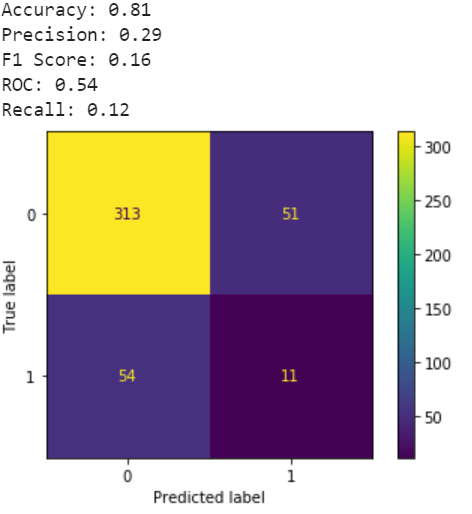 Accuracy: 0.81
Precision: 0.29
F1 Score: 0.16
ROC: 0.54
Recall: 0.12
300
0 313 51
250
200
True label
150
1 54 11
100
50
0 1
Predicted label